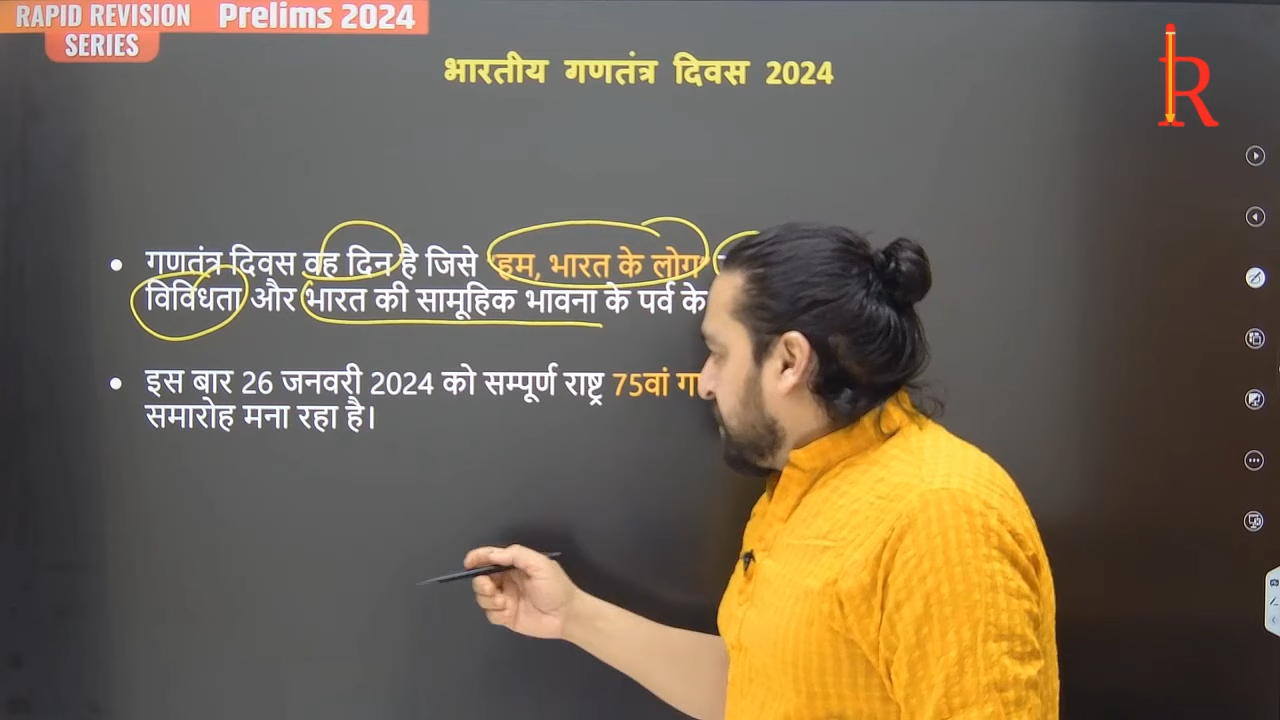 RAPID REVISION
SERIES
Prelims 2024
भारतीय गणतंत्र दिवस 2024
R
• गणतंत्र दिवस वह दिन है जिसे "हम, भारत के लोग"
विविधता और भारत की सामूहिक भावना के पर्व के
• इस बार 26 जनवरी 2024 को सम्पूर्ण राष्ट्र 75वां
समारोह मना रहा है।